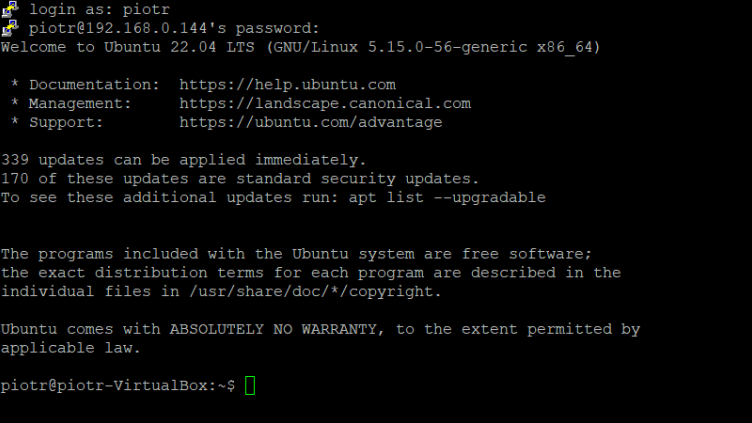 login as: piotr
piotr@192.168.0.144's password:
Welcome to Ubuntu 22.04 LTS (GNU/Linux 5.15.0-56-generic x86_64)
* Documentation:  https://help.ubuntu.com
* Management:     https://landscape.canonical.com
* Support:        https://ubuntu.com/advantage
339 updates can be applied immediately.
170 of these updates are standard security updates.
To see these additional updates run: apt list --upgradable
The programs included with the Ubuntu system are free software;
the exact distribution terms for each program are described in the
individual files in /usr/share/doc/*/copyright.
Ubuntu comes with ABSOLUTELY NO WARRANTY, to the extent permitted by
applicable law.
piotr@piotr-VirtualBox:~$